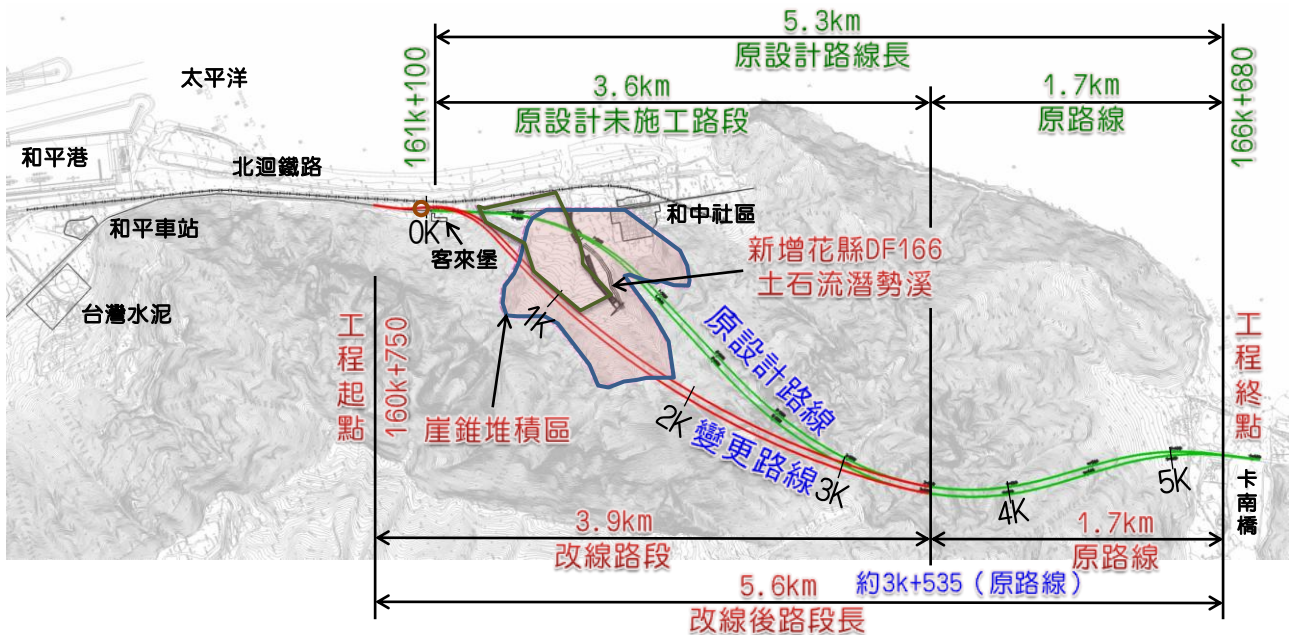 5.3km
原設計路線長
161k+100
166k+680
太平洋
3.6km
原設計未施工路段
1.7km
原路線
和平港
北迴鐵路
和平車站
0K
客來堡
和中社區
新增花縣DF166
土石流潛勢溪
台灣水泥
1K
工程起點
160k+750
崖錐堆積區
原設計路線
2K
變更路線
3K
4K
5K
工程終點
卡南橋
3.9km
改線路段
1.7km
原路線
5.6km
約3k+535（原路線）
改線後路段長